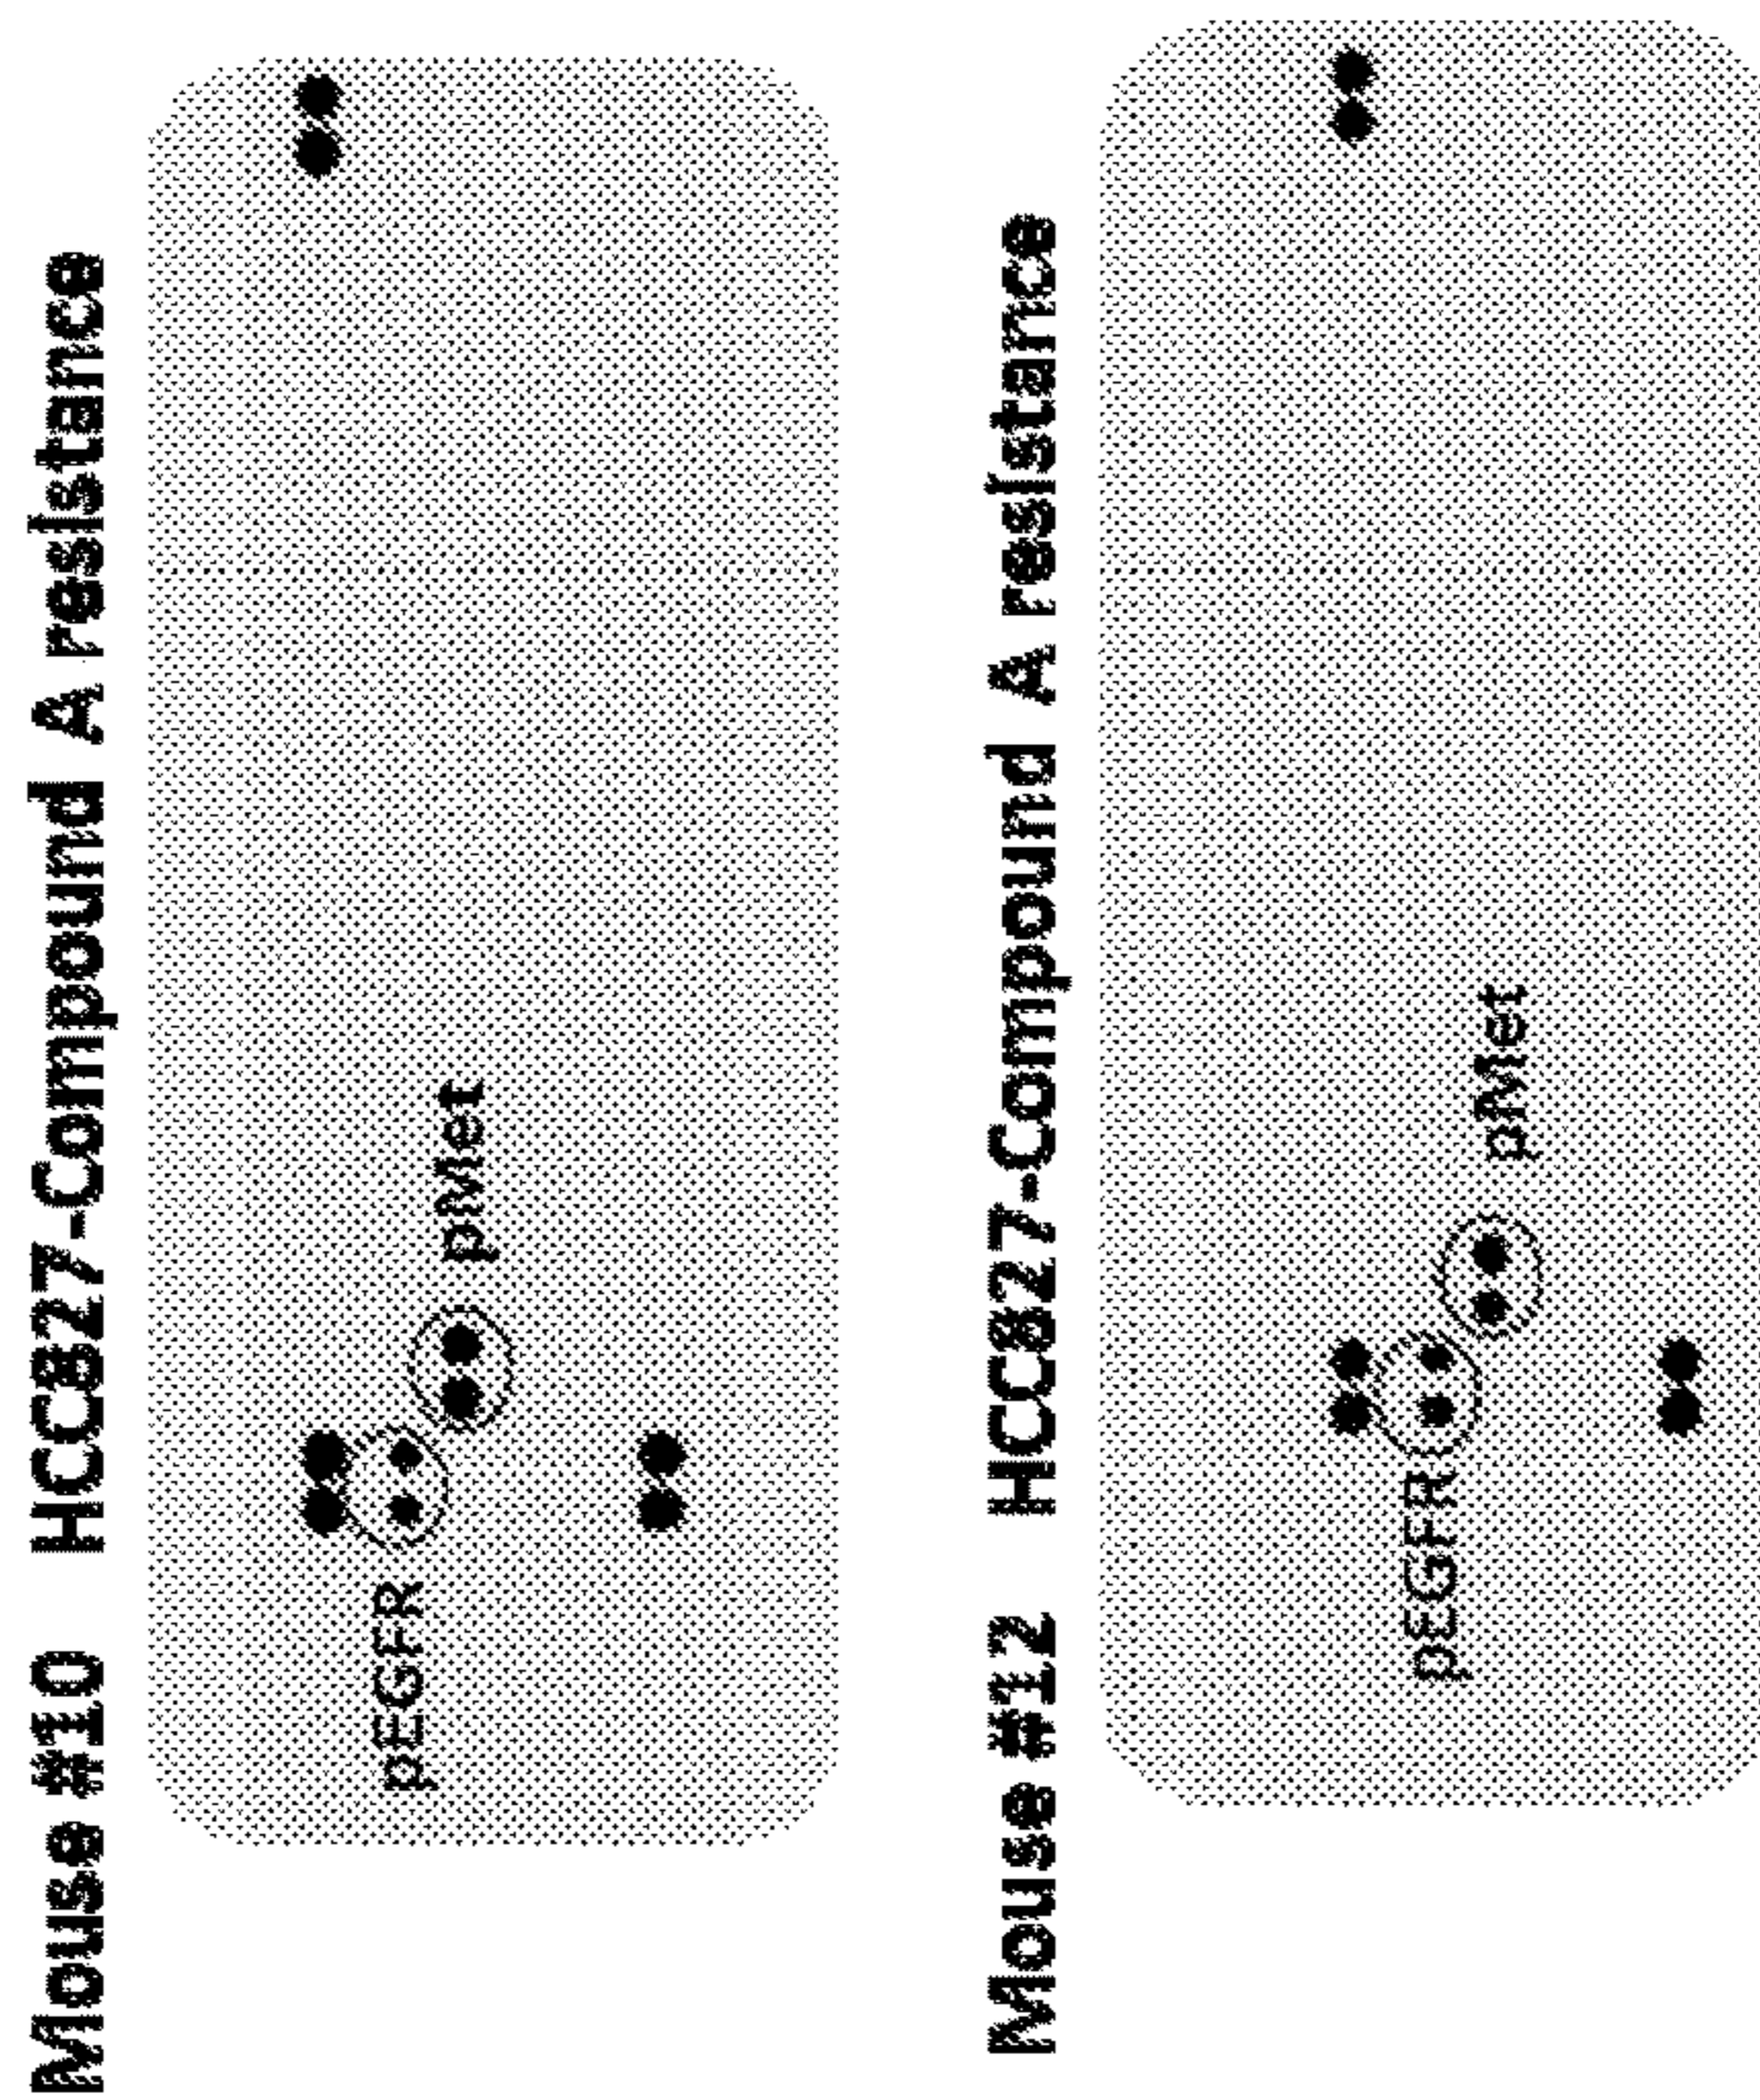 Mouse #10 HCC827-Compound A resistance
pEGFR
pMet
Mouse #12 HCC827-Compound A resistance
pEGFR
pMet